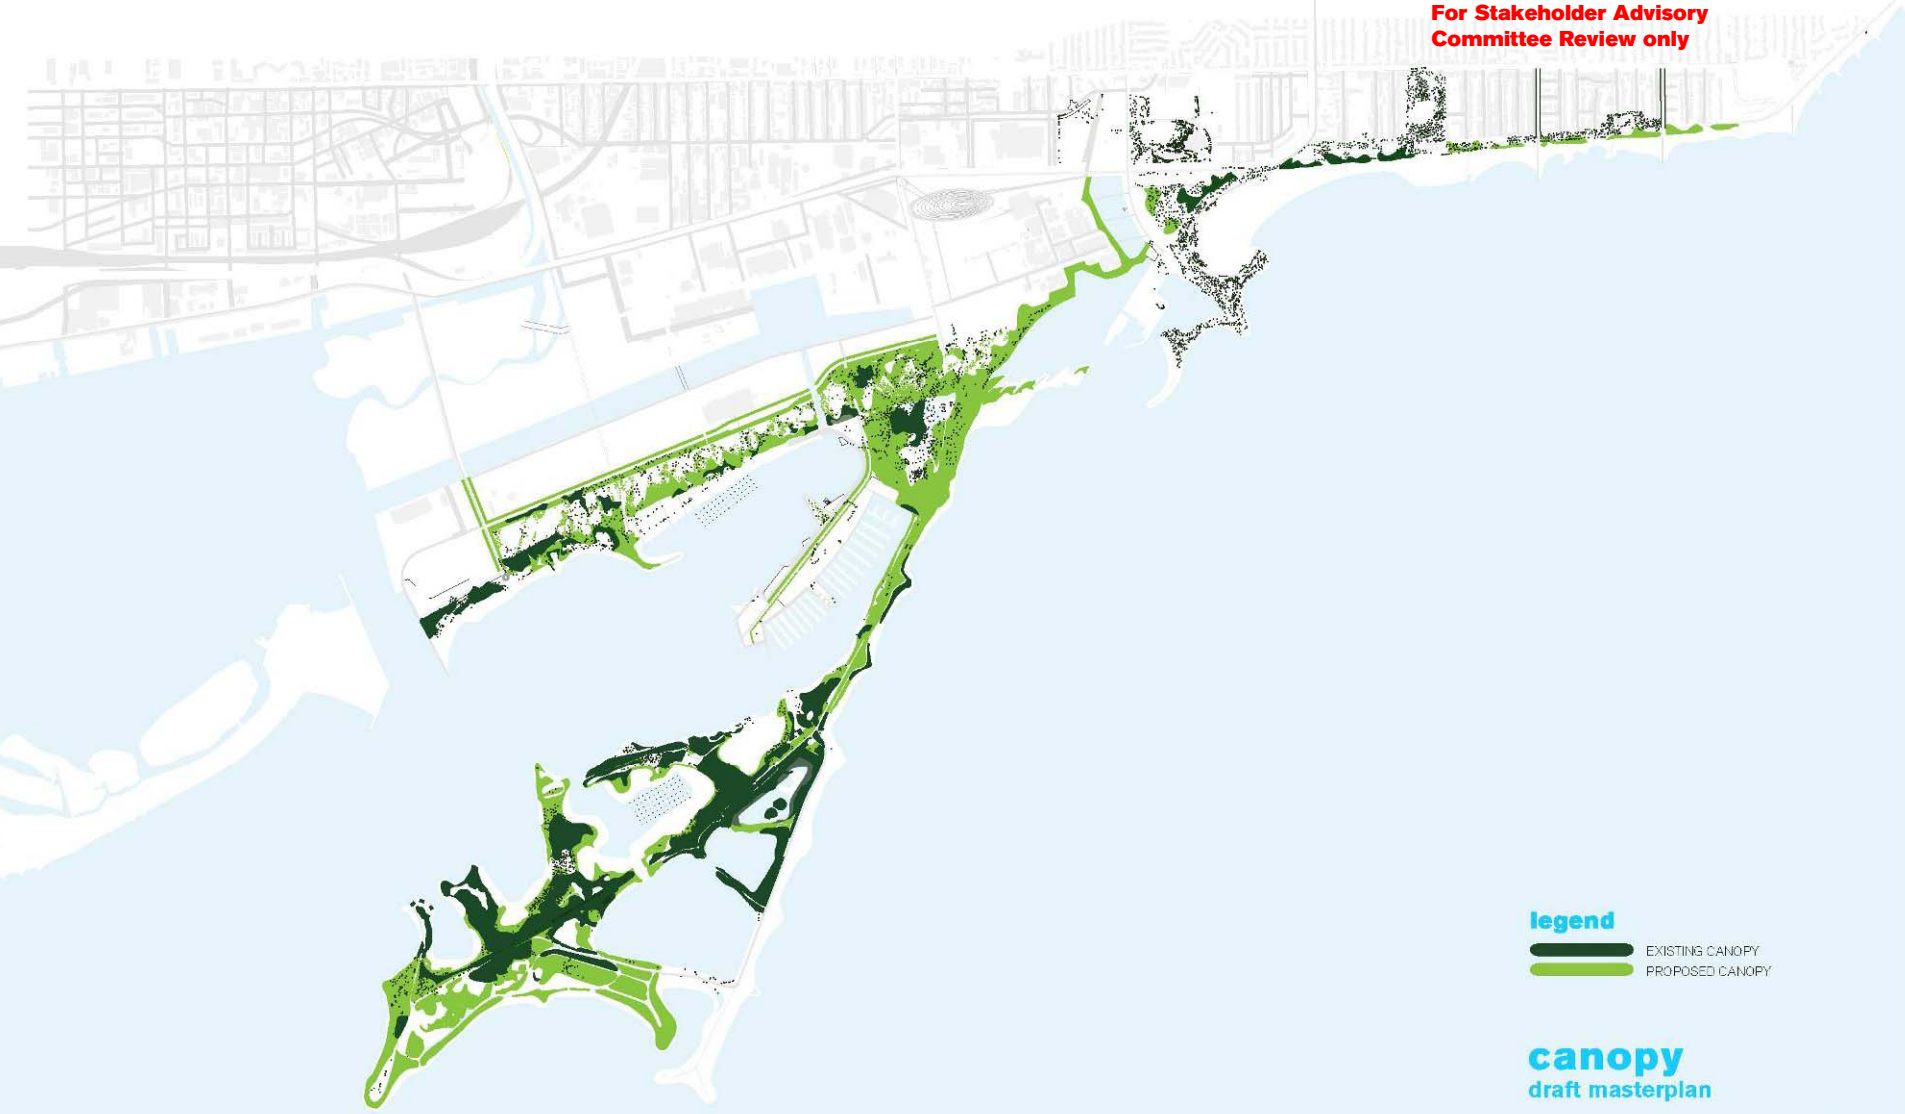 For Stakeholder Advisory
Committee Review only
legend
EXISTING CANOPY
PROPOSED CANOPY
canopy
draft masterplan